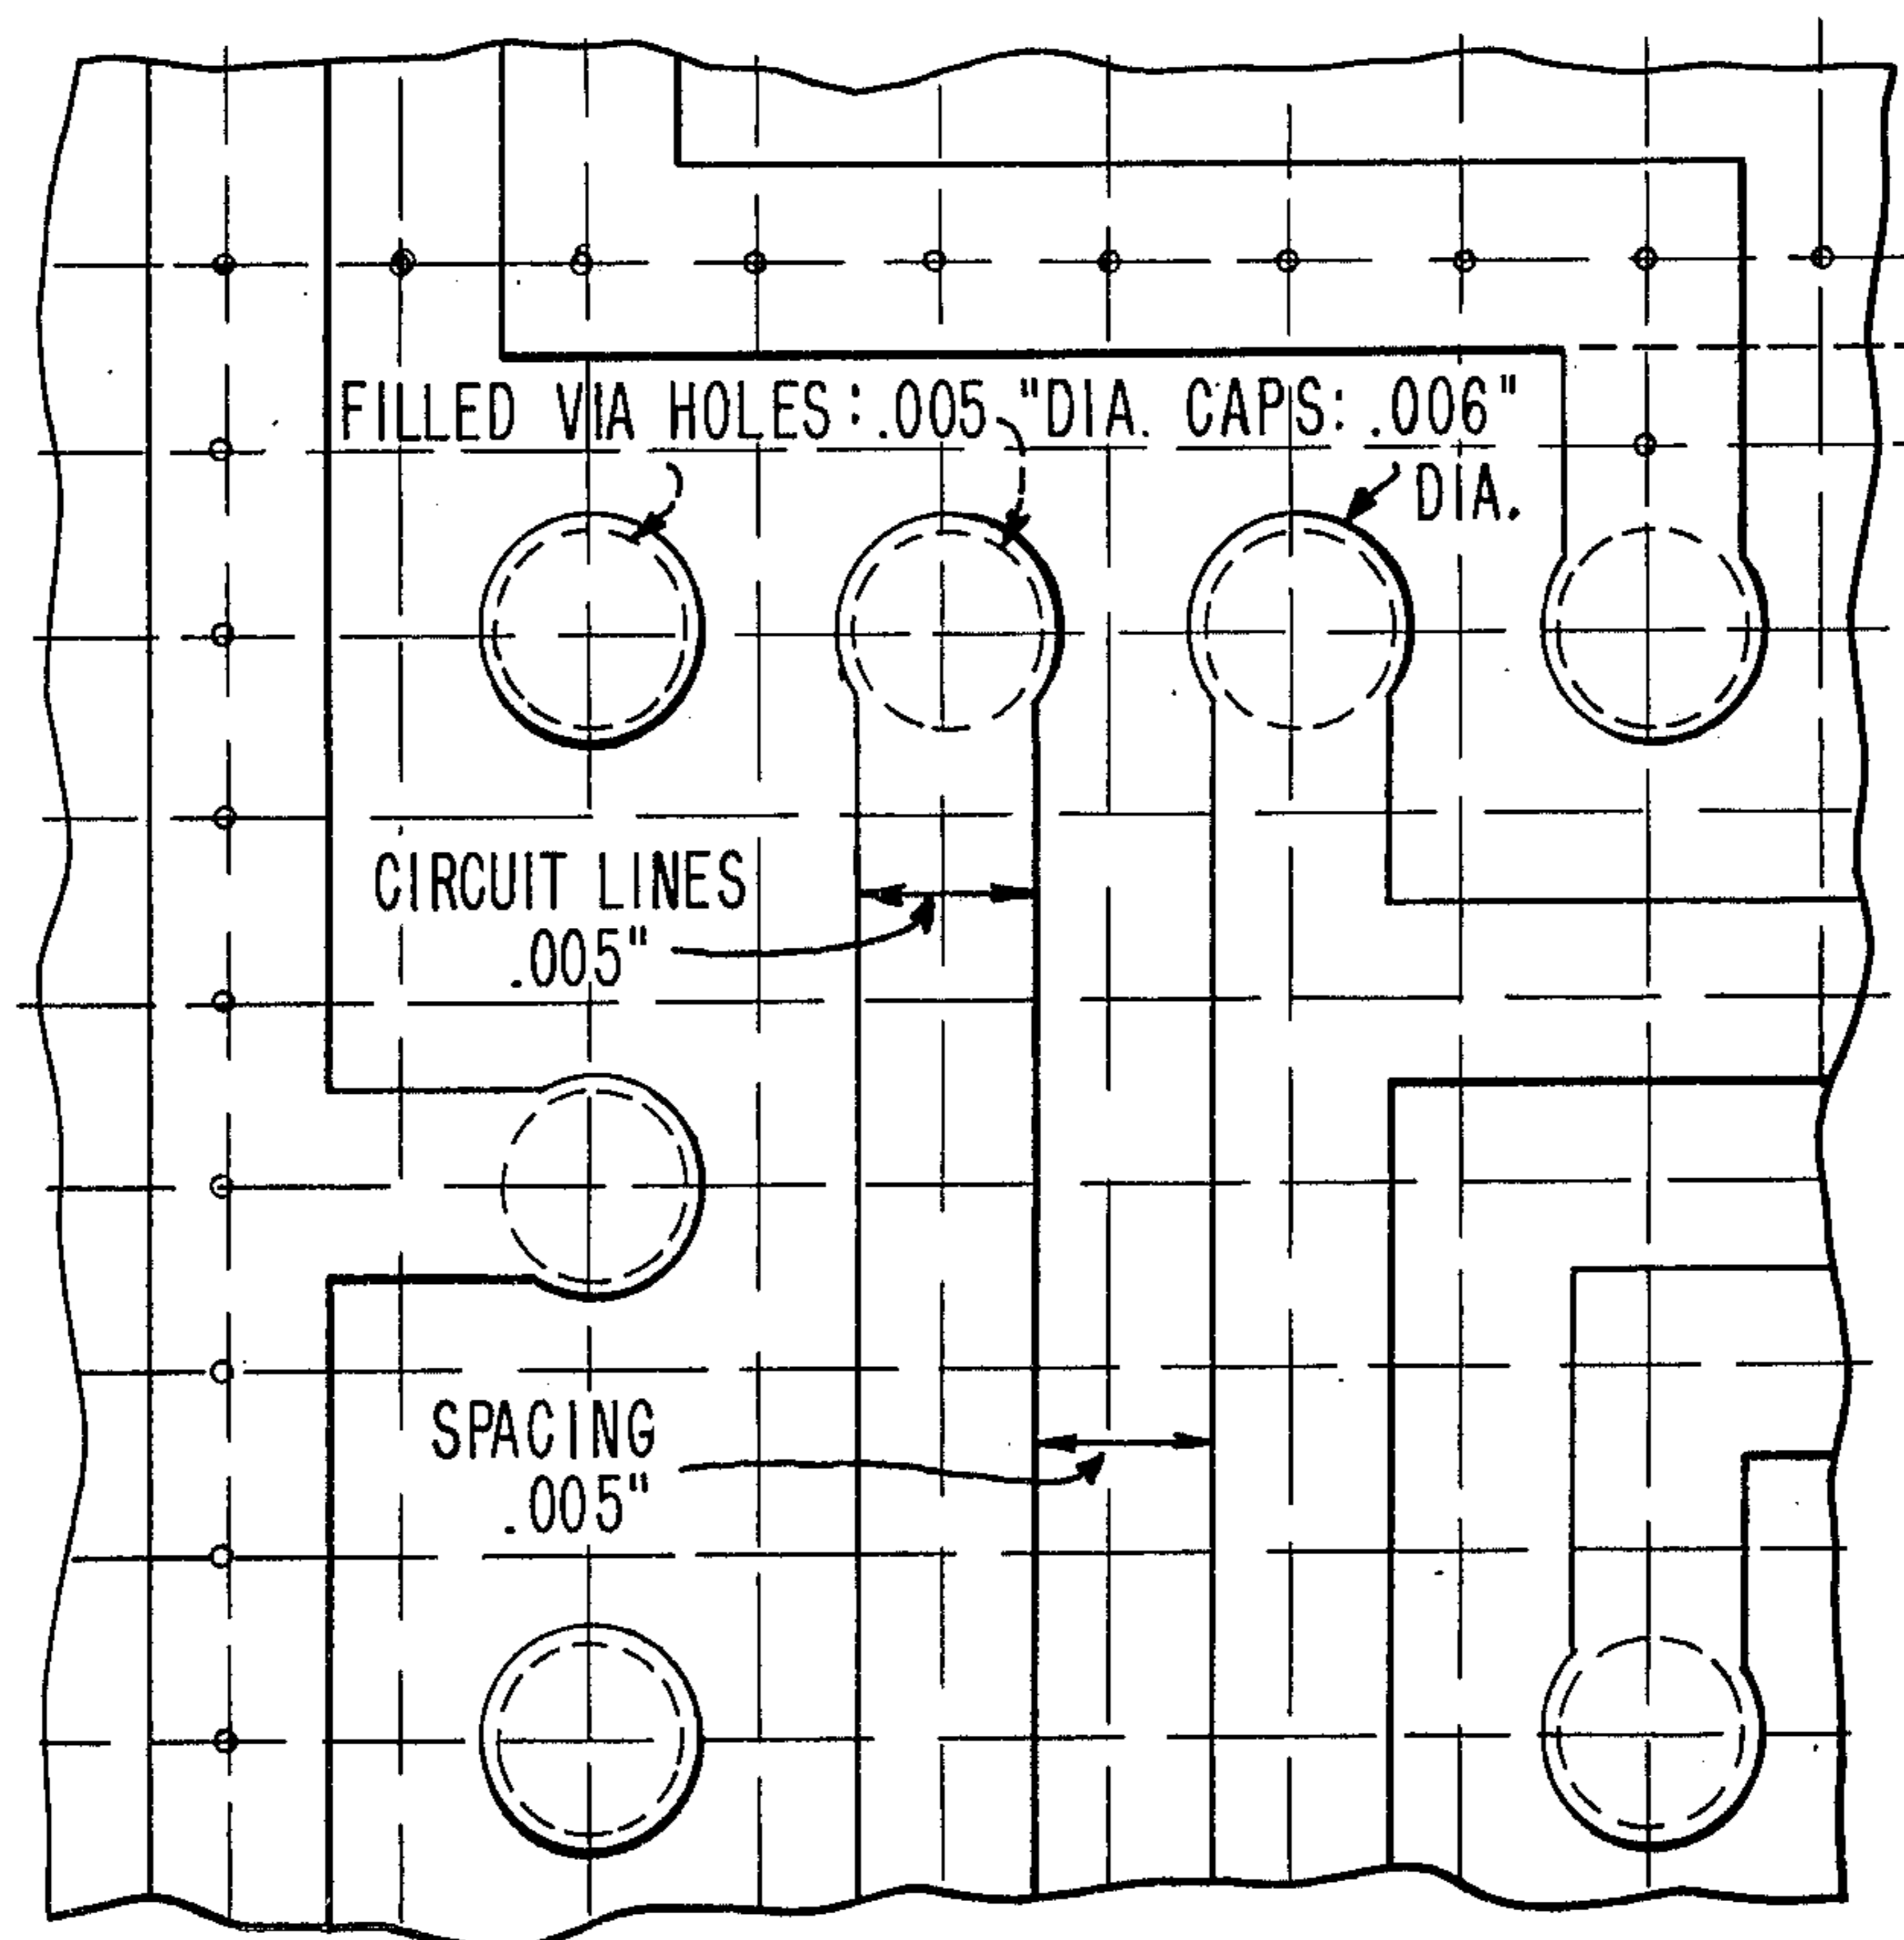 FILLED VIA HOLES: .005 "DIA. CAPS: .006"
DIA.
CIRCUIT LINES
.005"
SPACING
.005"